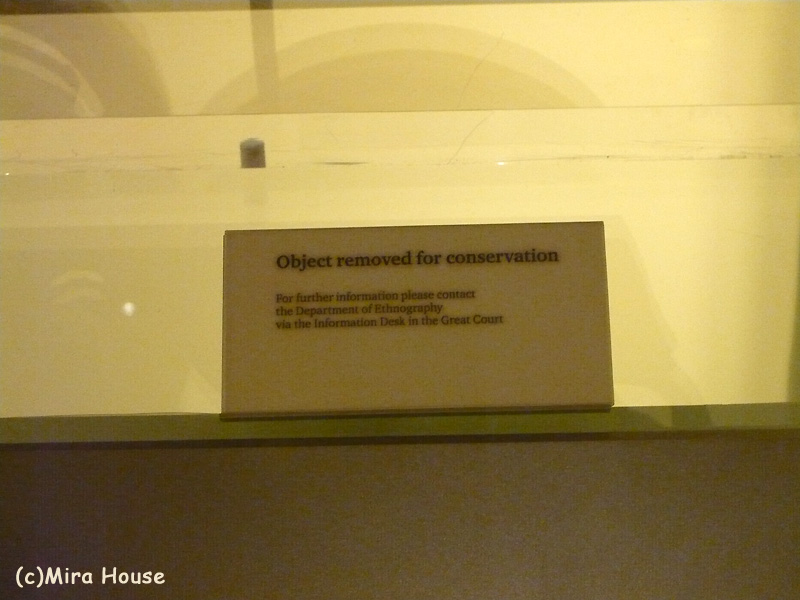 Object removed for conservation
For further information please contact
the Department of Ethnography
via the Information Desk in the Great Court
(c)Mira House